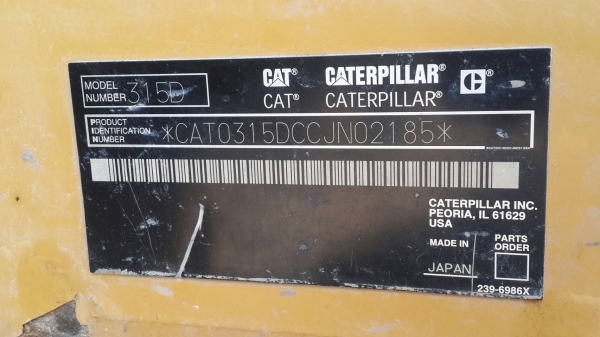 MODEL NUMBER 315D
CAT® CATERPILLAR® C
CAT® CATERPILLAR®
PRODUCT IDENTIFICATION NUMBER *CAT0315DCCJN02185*
CATERPILLAR INC.
PEORIA, IL 61629
USA
MADE IN
JAPAN
PARTS ORDER
239-6986X